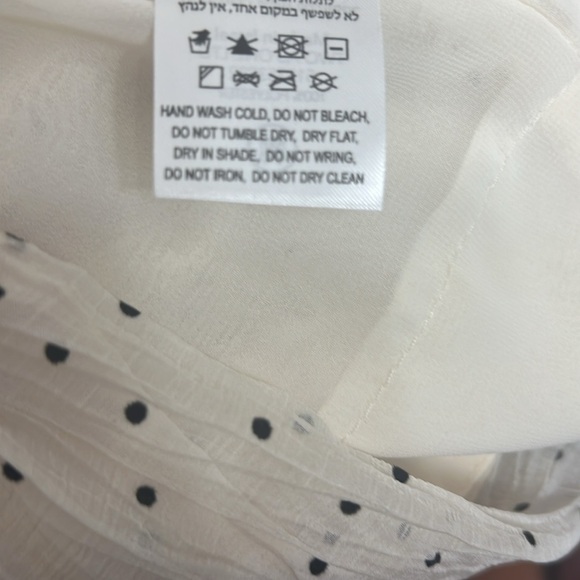 לא לשפשף במקום אחד, אין לגהץ
HAND WASH COLD, DO NOT BLEACH,
DO NOT TUMBLE DRY, DRY FLAT,
DRY IN SHADE, DO NOT WRING,
DO NOT IRON, DO NOT DRY CLEAN